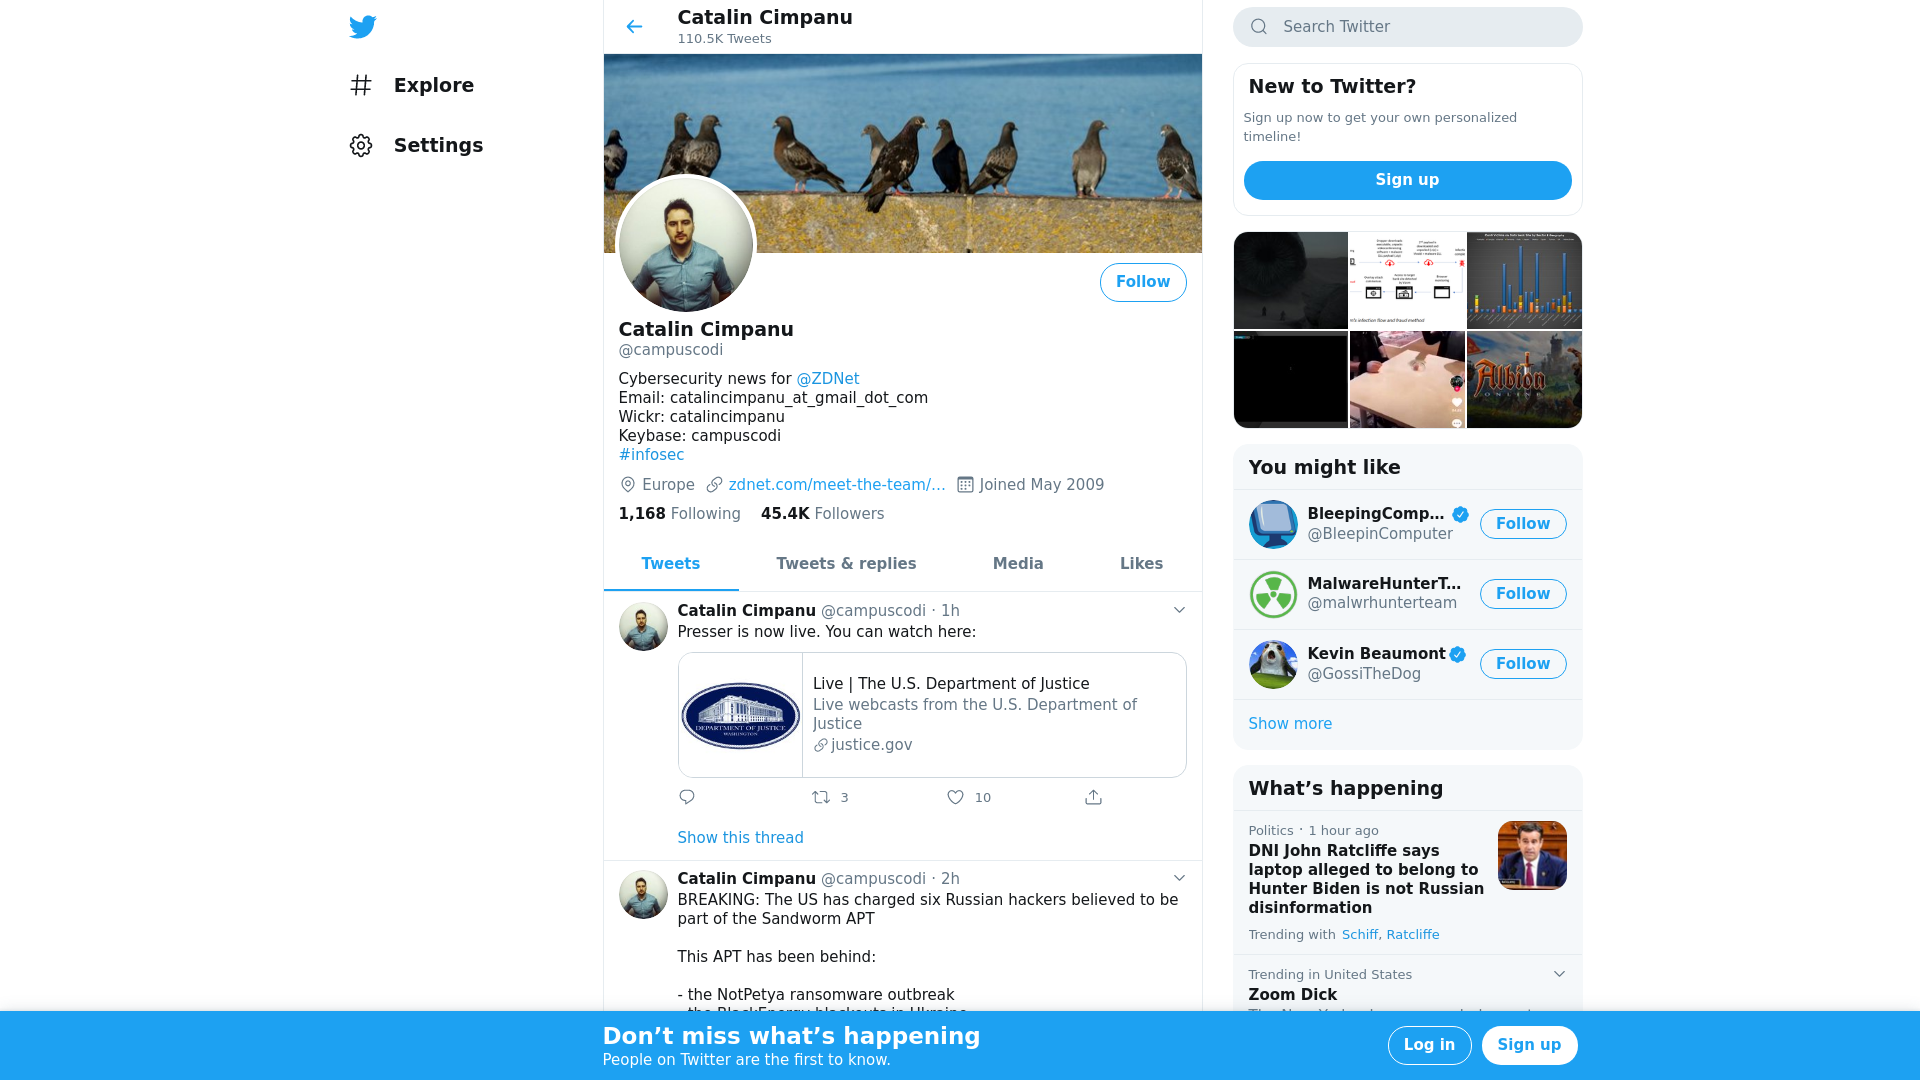 Explore
Settings
Catalin Cimpanu
110.5K Tweets
Follow
Catalin Cimpanu
@campuscodi
Cybersecurity news for @ZDNet
Email: catalincimpanu_at_gmail_dot_com
Wickr: catalincimpanu
Keybase: campuscodi
#infosec
Europe zdnet.com/meet-the-team/… Joined May 2009
1,168 Following 45.4K Followers
Tweets Tweets & replies Media Likes
Catalin Cimpanu @campuscodi · 1h
Presser is now live. You can watch here:
DEPARTMENT OF JUSTICE
WASHINGTON
Live | The U.S. Department of Justice
Live webcasts from the U.S. Department of
Justice
justice.gov
3 10
Show this thread
Catalin Cimpanu @campuscodi · 2h
BREAKING: The US has charged six Russian hackers believed to be
part of the Sandworm APT
This APT has been behind:
- the NotPetya ransomware outbreak
Search Twitter
New to Twitter?
Sign up now to get your own personalized
timeline!
Sign up
Albion
ONLINE
You might like
BleepingComp…
@BleepinComputer
Follow
MalwareHunterT…
@malwrhunterteam
Follow
Kevin Beaumont
@GossiTheDog
Follow
Show more
What’s happening
Politics · 1 hour ago
DNI John Ratcliffe says
laptop alleged to belong to
Hunter Biden is not Russian
disinformation
Trending with Schiff, Ratcliffe
Trending in United States
Zoom Dick
Don’t miss what’s happening
People on Twitter are the first to know.
Log in
Sign up